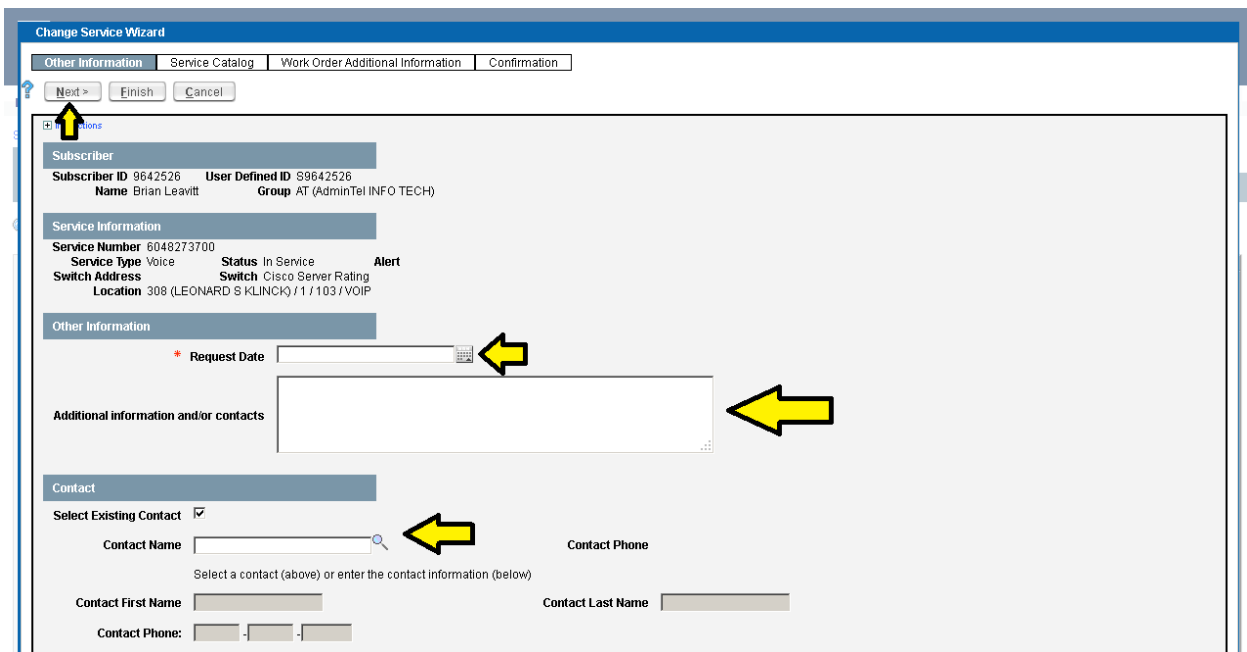 Change Service Wizard
Other Information Service Catalog Work Order Additional Information Confirmation
? Next > Finish Cancel
Subscriber
Subscriber ID 9642526 User Defined ID S9642526
Name Brian Leavitt Group AT (AdminTel INFO TECH)
Service Information
Service Number 6048273700
Service Type Voice Status In Service Alert
Switch Address Switch Cisco Server Rating
Location 308 (LEONARD S KLINCK) / 1 / 103 / VOIP
Other Information
* Request Date
Additional information and/or contacts
Contact
Select Existing Contact
Contact Name Contact Phone
Select a contact (above) or enter the contact information (below)
Contact First Name Contact Last Name
Contact Phone: - -